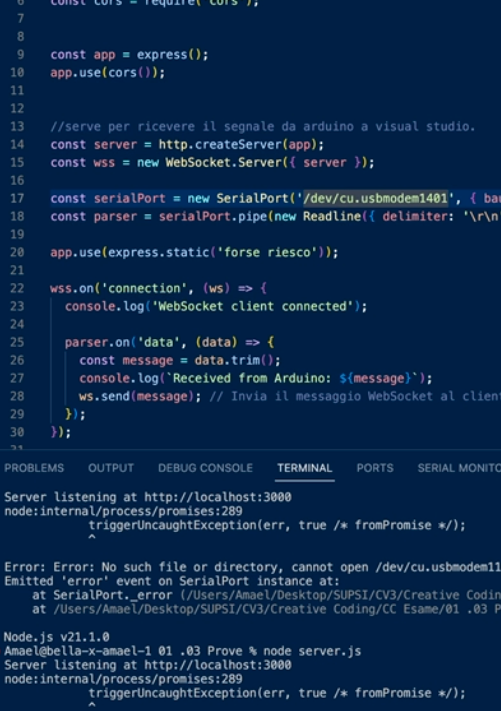 6 const cors = require('cors');
7
8
9 const app = express();
10 app.use(cors());
11
12
13 //serve per ricevere il segnale da arduino a visual studio.
14 const server = http.createServer(app);
15 const wss = new WebSocket.Server({ server });
16
17 const serialPort = new SerialPort('/dev/cu.usbmodem1401', { bau
18 const parser = serialPort.pipe(new Readline({ delimiter: '\r\n'
19
20 app.use(express.static('forse riesco'));
21
22 wss.on('connection', (ws) => {
23 console.log('WebSocket client connected');
24
25 parser.on('data', (data) => {
26 const message = data.trim();
27 console.log(`Received from Arduino: ${message}`);
28 ws.send(message); // Invia il messaggio WebSocket al client
29 });
30 });
31
PROBLEMS OUTPUT DEBUG CONSOLE TERMINAL PORTS SERIAL MONITO
Server listening at http://localhost:3000
node:internal/process/promises:289
triggerUncaughtException(err, true /* fromPromise */);
^
Error: Error: No such file or directory, cannot open /dev/cu.usbmodem11
Emitted 'error' event on SerialPort instance at:
at SerialPort._error (/Users/Amael/Desktop/SUPSI/CV3/Creative Codin
at /Users/Amael/Desktop/SUPSI/CV3/Creative Coding/CC Esame/01 .03 P
Node.js v21.1.0
Amael@bella-x-amael-1 01 .03 Prove % node server.js
Server listening at http://localhost:3000
node:internal/process/promises:289
triggerUncaughtException(err, true /* fromPromise */);
^